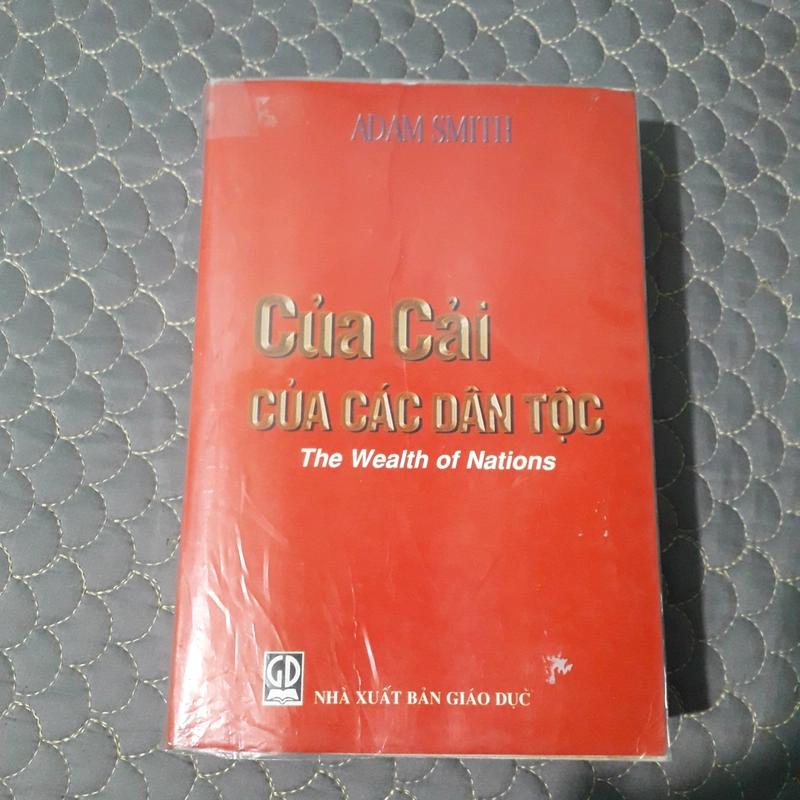 ADAM SMITH
Của Cải
CỦA CÁC DÂN TỘC
The Wealth of Nations
GD
NHÀ XUẤT BẢN GIÁO DỤC